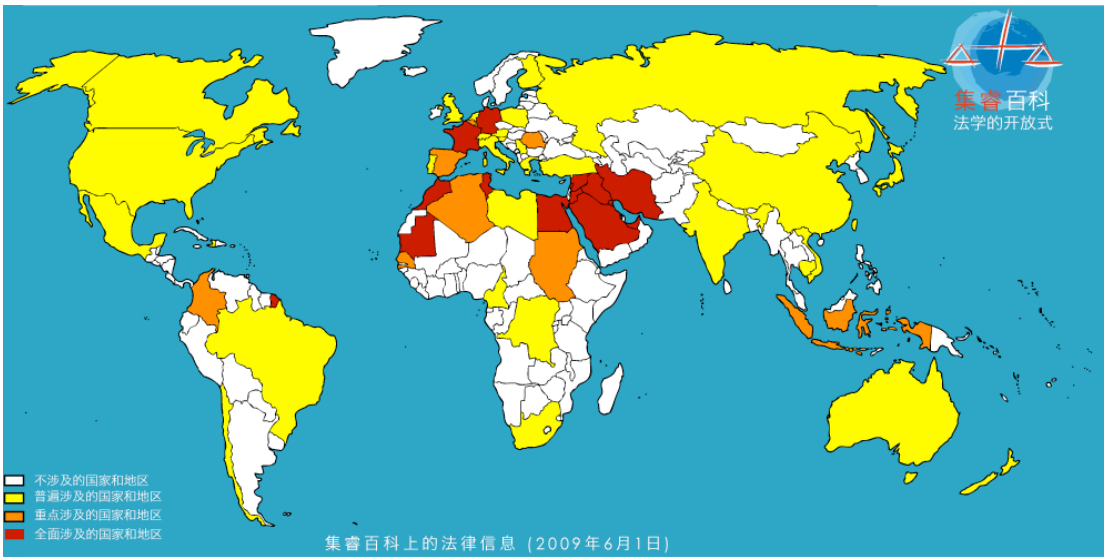 集睿百科
法学的开放式
不涉及的国家和地区
普遍涉及的国家和地区
重点涉及的国家和地区
全面涉及的国家和地区
集睿百科上的法律信息 (2009年6月1日)